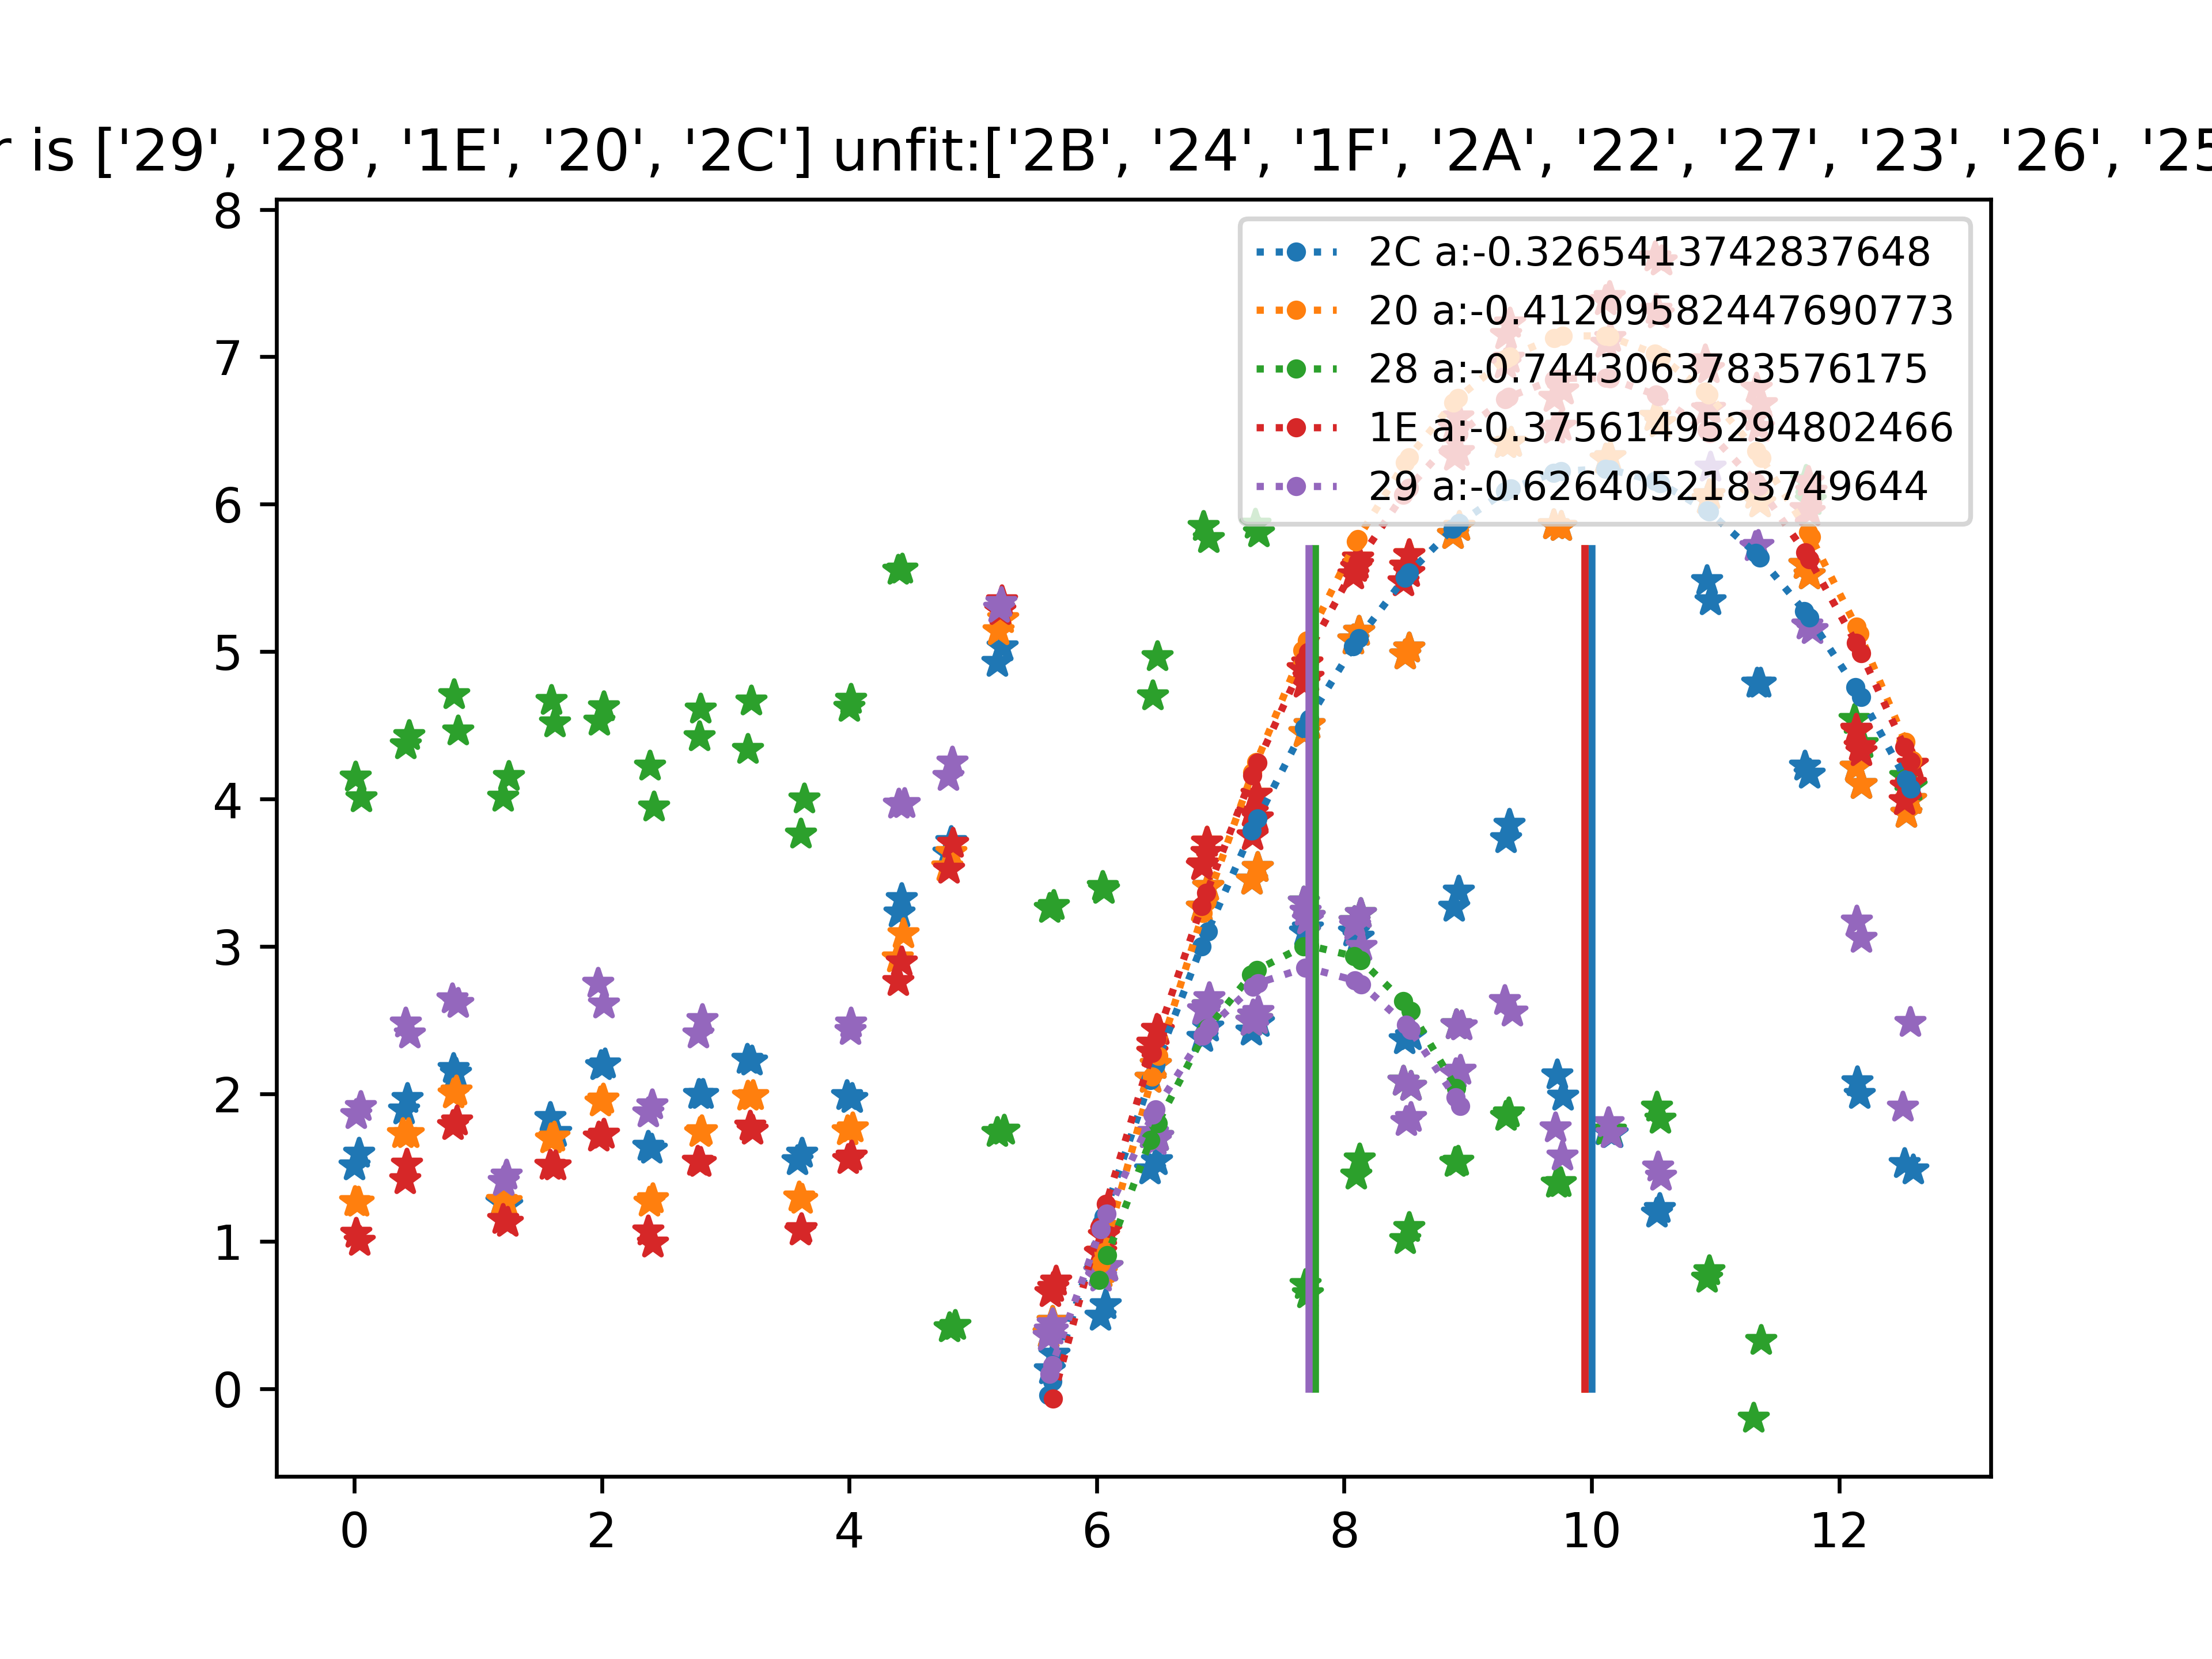 r is ['29', '28', '1E', '20', '2C'] unfit:['2B', '24', '1F', '2A', '22', '27', '23', '26', '25
8
7
6
5
4
3
2
1
0
2C a:-0.3265413742837648
20 a:-0.41209582447690773
28 a:-0.7443063783576175
1E a:-0.37561495294802466
29 a:-0.6264052183749644
0 2 4 6 8 10 12